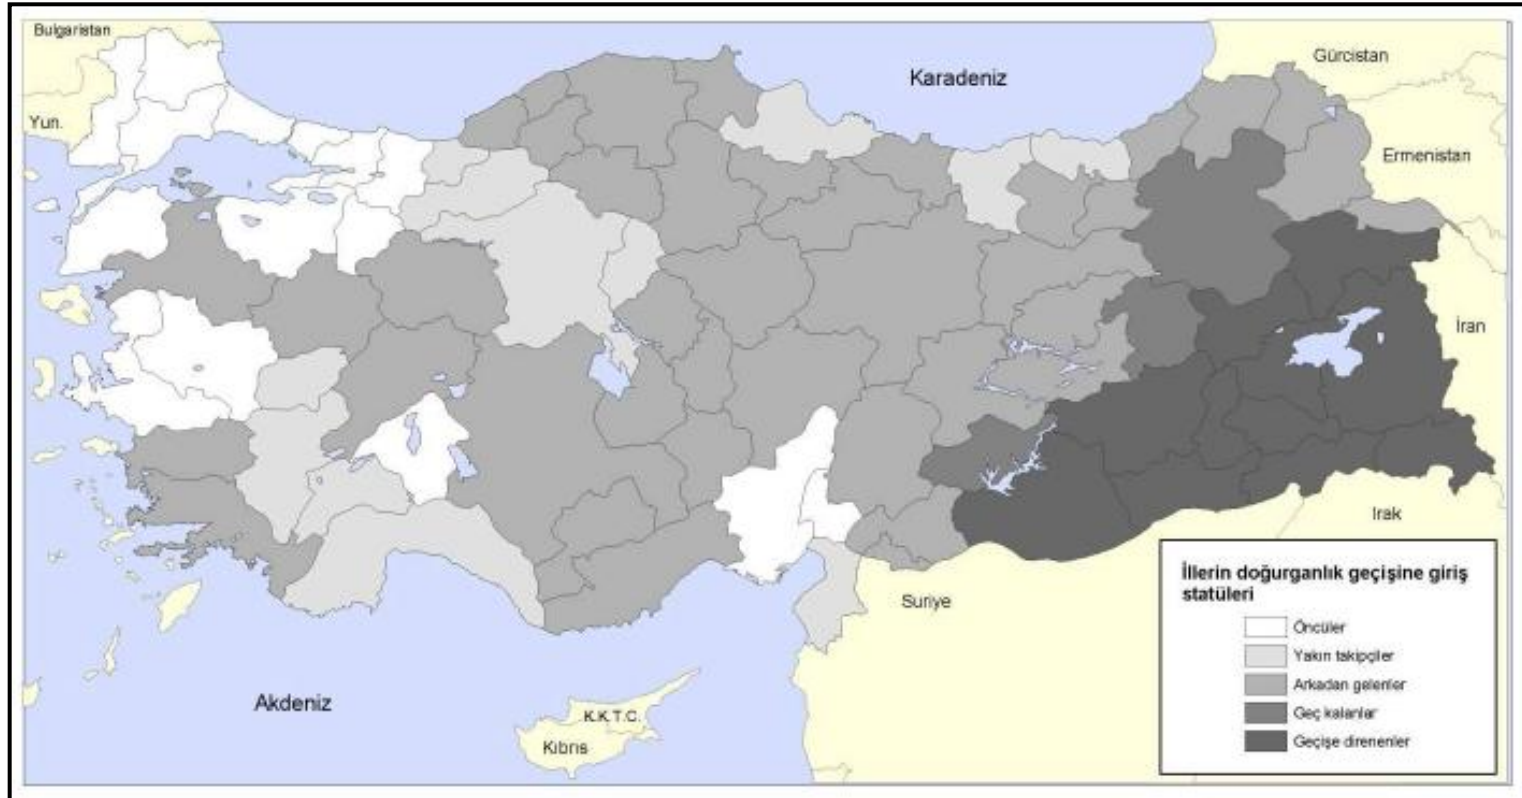 Bulgaristan
Karadeniz
Gürcistan
Yun.
Ermenistan
İran
Irak
Suriye
Akdeniz
K.K.T.C.
Kıbrıs
İllerin doğurganlık geçişine giriş
statüleri
Öncüler
Yakın takipçiler
Arkadan gelenler
Geç kalanlar
Geçişe direnenler